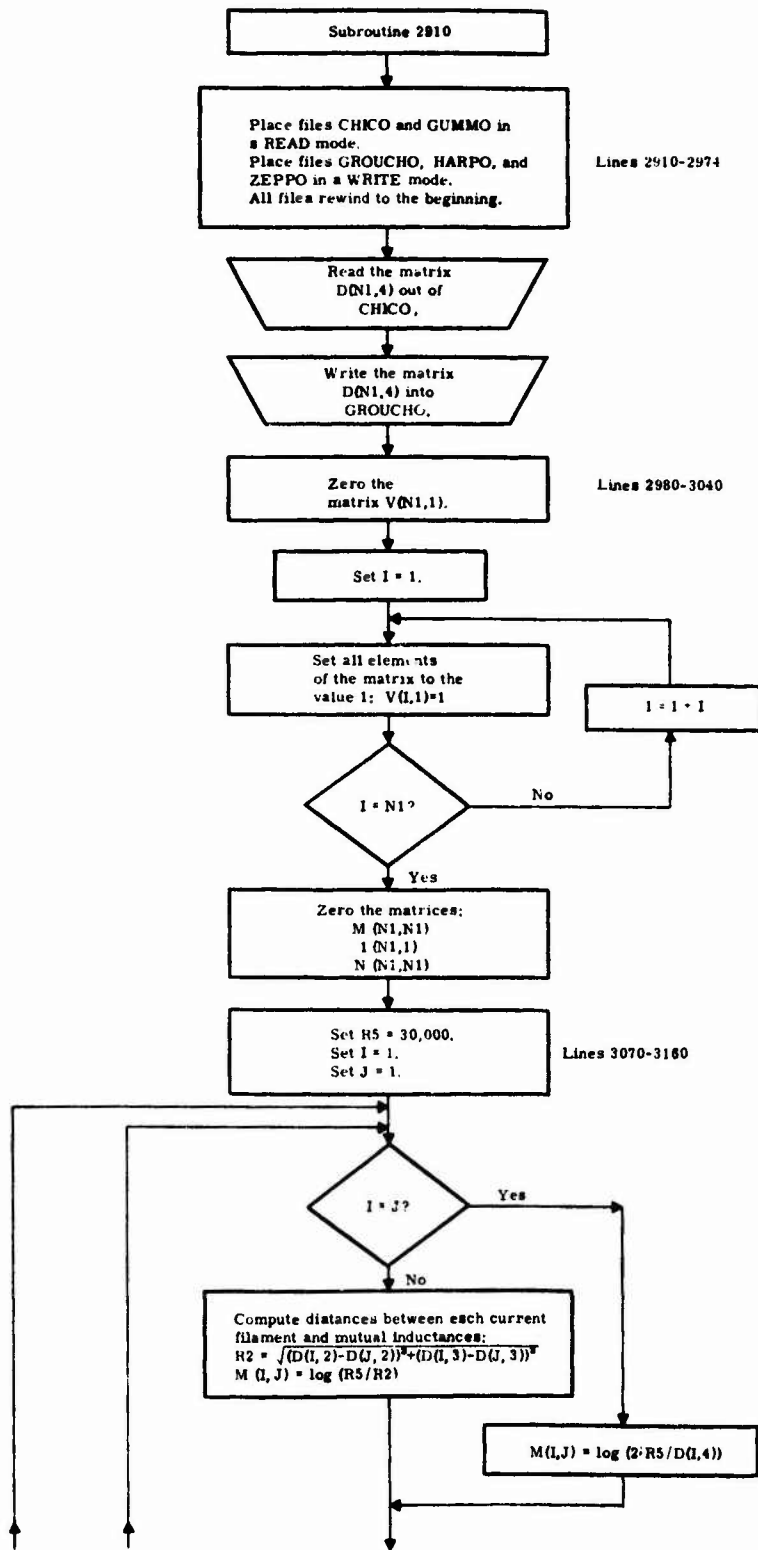 Subroutine 2910
Place files CHICO and GUMMO in
a READ mode.
Place files GROUCHO, HARPO, and
ZEPPO in a WRITE mode.
All files rewind to the beginning.
Lines 2910-2974
Read the matrix
D(N1,4) out of
CHICO.
Write the matrix
D(N1,4) into
GROUCHO.
Zero the
matrix V(N1,1).
Lines 2980-3040
Set I = 1.
Set all elements
of the matrix to the
value 1: V(I,1)=1
1 = 1 + I
I = N1?
No
Yes
Zero the matrices:
M (N1,N1)
1 (N1,1)
N (N1,N1)
Set R5 = 30,000.
Set I = 1.
Set J = 1.
Lines 3070-3160
I = J?
Yes
No
Compute distances between each current
filament and mutual inductances:
R2 = √(D(I, 2)-D(J, 2))²+(D(I, 3)-D(J, 3))²
M (I, J) = log (R5/R2)
M(I,J) = log (2*R5/D(I,4))